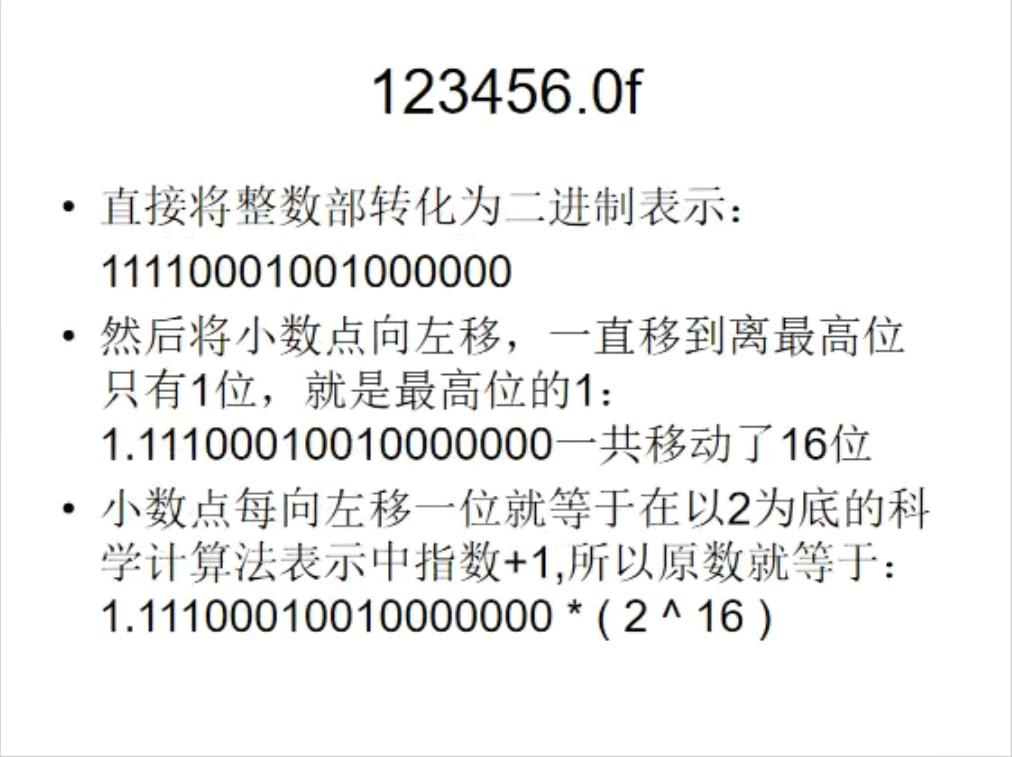 123456.0f
• 直接将整数部转化为二进制表示：
11110001001000000
• 然后将小数点向左移，一直移到离最高位
只有1位，就是最高位的1：
1.11100010010000000一共移动了16位
• 小数点每向左移一位就等于在以2为底的科
学计算法表示中指数+1,所以原数就等于：
1.11100010010000000 * ( 2 ^ 16 )